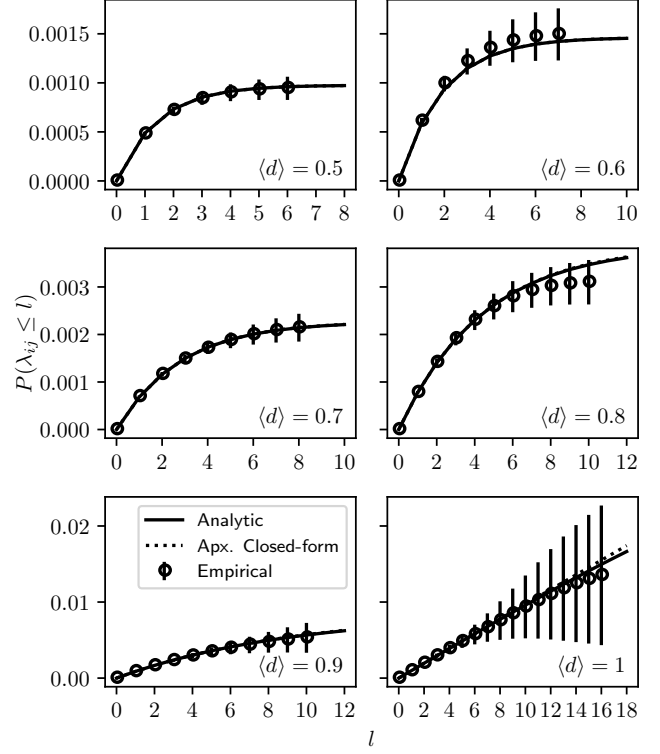 0.0015
0.0010
0.0005
0.0000
0 1 2 3 4 5 6 7 8
⟨d⟩ = 0.5
0 2 4 6 8 10
⟨d⟩ = 0.6
P(λij ≤ l)
0.003
0.002
0.001
0.000
0 2 4 6 8 10
⟨d⟩ = 0.7
0 2 4 6 8 10 12
⟨d⟩ = 0.8
0.02
0.01
0.00
Analytic
Apx. Closed-form
Empirical
⟨d⟩ = 0.9
0 2 4 6 8 10 12
⟨d⟩ = 1
0 2 4 6 8 10 12 14 16 18
l